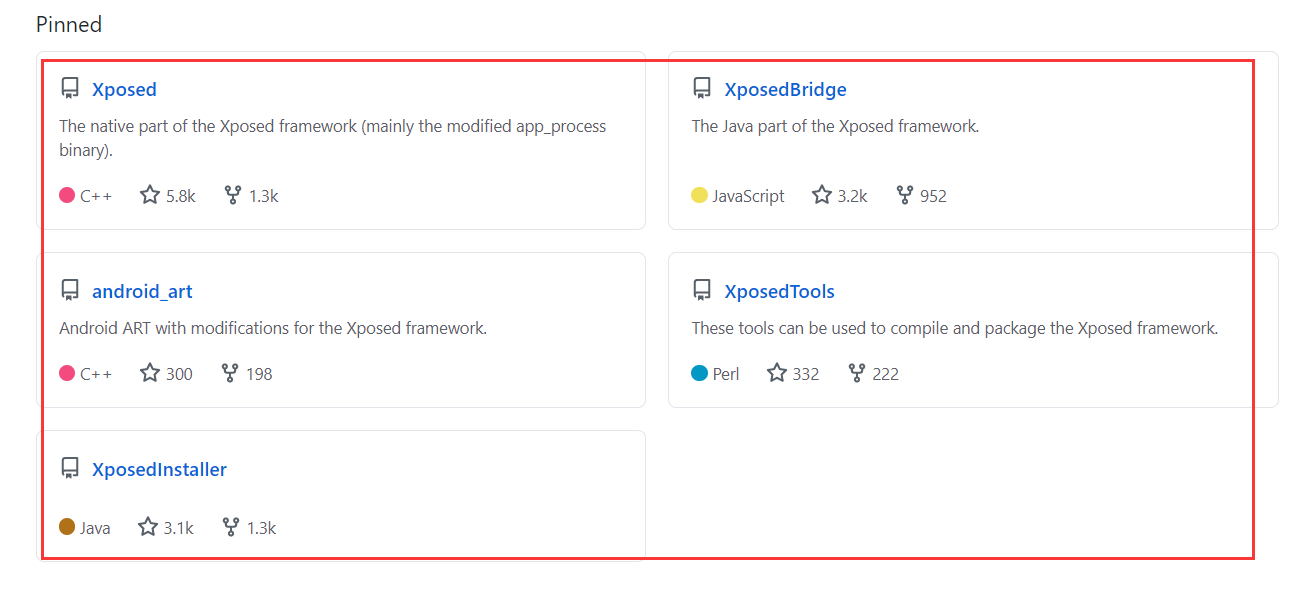 Pinned
Xposed
The native part of the Xposed framework (mainly the modified app_process
binary).
C++ 5.8k 1.3k
XposedBridge
The Java part of the Xposed framework.
JavaScript 3.2k 952
android_art
Android ART with modifications for the Xposed framework.
C++ 300 198
XposedTools
These tools can be used to compile and package the Xposed framework.
Perl 332 222
XposedInstaller
Java 3.1k 1.3k